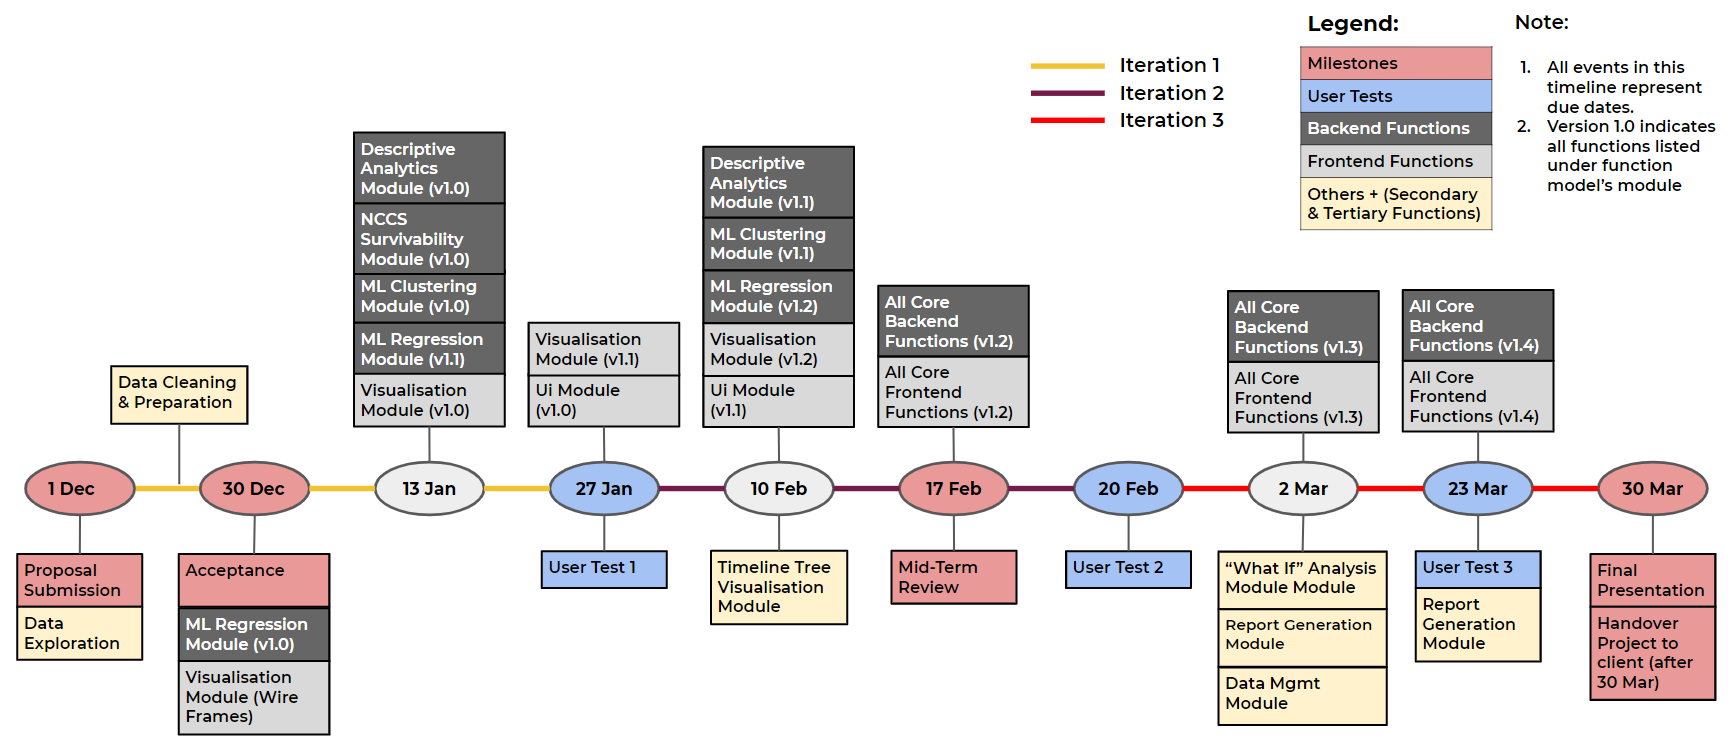 Legend:
Note:
Iteration 1
Iteration 2
Iteration 3
Milestones
User Tests
Backend Functions
Frontend Functions
Others + (Secondary
& Tertiary Functions)
1. All events in this
timeline represent
due dates.
2. Version 1.0 indicates
all functions listed
under function
model's module
Data Cleaning
& Preparation
Descriptive
Analytics
Module (v1.0)
NCCS
Survivability
Module (v1.0)
ML Clustering
Module (v1.0)
ML Regression
Module (v1.1)
Visualisation
Module (v1.0)
Visualisation
Module (v1.1)
Ui Module
(v1.0)
Descriptive
Analytics
Module (v1.1)
ML Clustering
Module (v1.1)
ML Regression
Module (v1.2)
Visualisation
Module (v1.2)
Ui Module
(v1.1)
All Core
Backend
Functions (v1.2)
All Core
Frontend
Functions (v1.2)
All Core
Backend
Functions (v1.3)
All Core
Frontend
Functions (v1.3)
All Core
Backend
Functions (v1.4)
All Core
Frontend
Functions (v1.4)
1 Dec
30 Dec
13 Jan
27 Jan
10 Feb
17 Feb
20 Feb
2 Mar
23 Mar
30 Mar
Proposal
Submission
Data
Exploration
Acceptance
ML Regression
Module (v1.0)
Visualisation
Module (Wire
Frames)
User Test 1
Timeline Tree
Visualisation
Module
Mid-Term
Review
User Test 2
“What If” Analysis
Module Module
Report Generation
Module
Data Mgmt
Module
User Test 3
Report
Generation
Module
Final
Presentation
Handover
Project to
client (after
30 Mar)